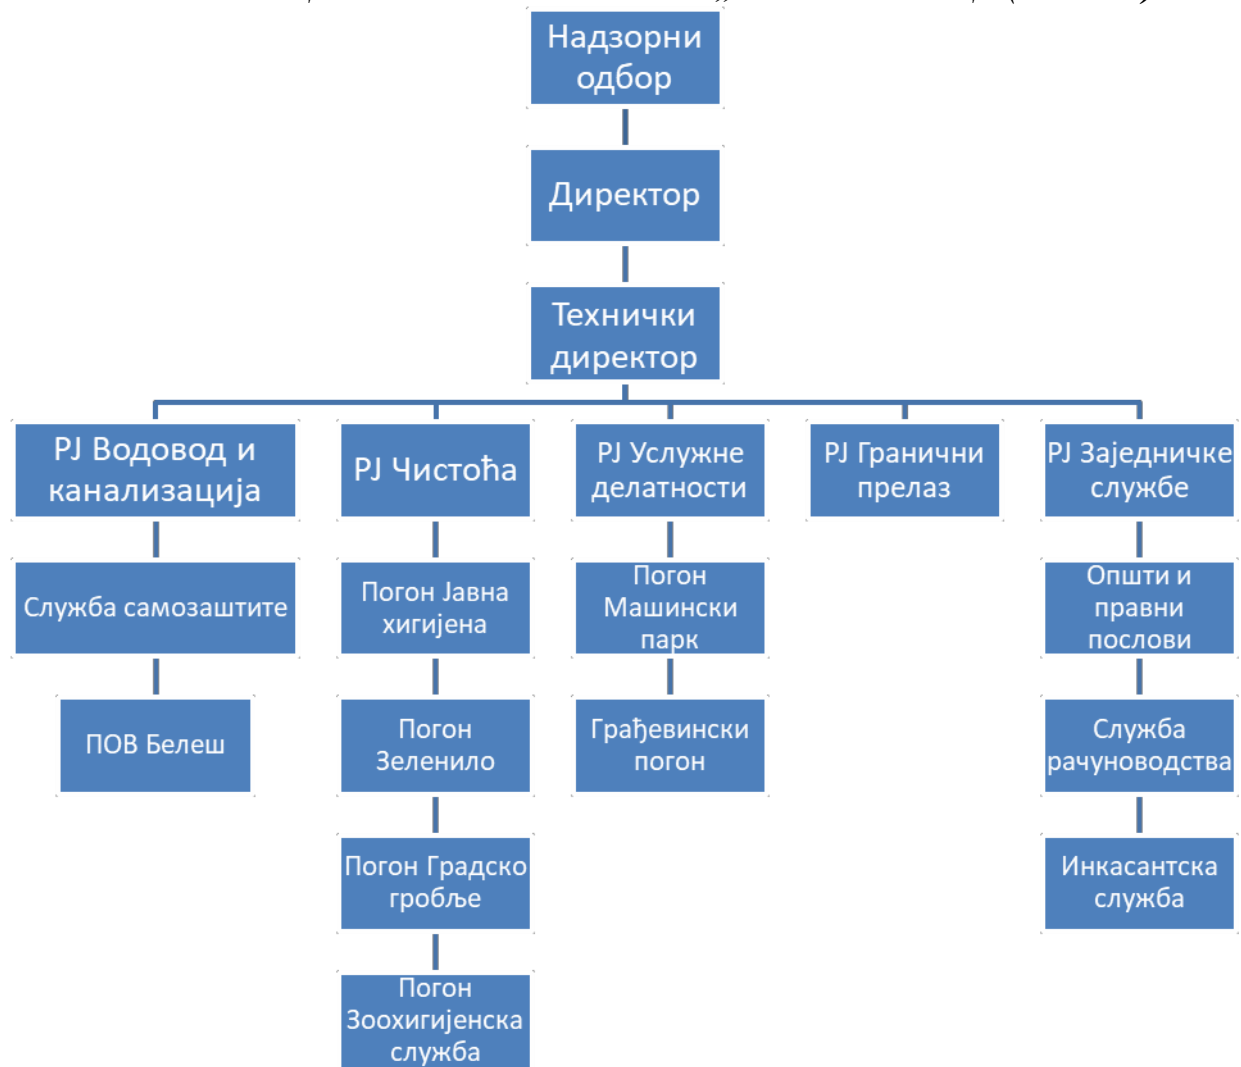 Надзорни
одбор
Директор
Технички
директор
РЈ Водовод и
канализација
РЈ Чистоћа
РЈ Услужне
делатности
РЈ Гранични
прелаз
РЈ Заједничке
службе
Служба самозаштите
Погон Јавна
хигијена
Погон
Машински
парк
Општи и
правни
послови
ПОВ Белеш
Погон
Зеленило
Грађевински
погон
Служба
рачуноводства
Погон Градско
гробље
Инкасантска
служба
Погон
Зоохигијенска
служба